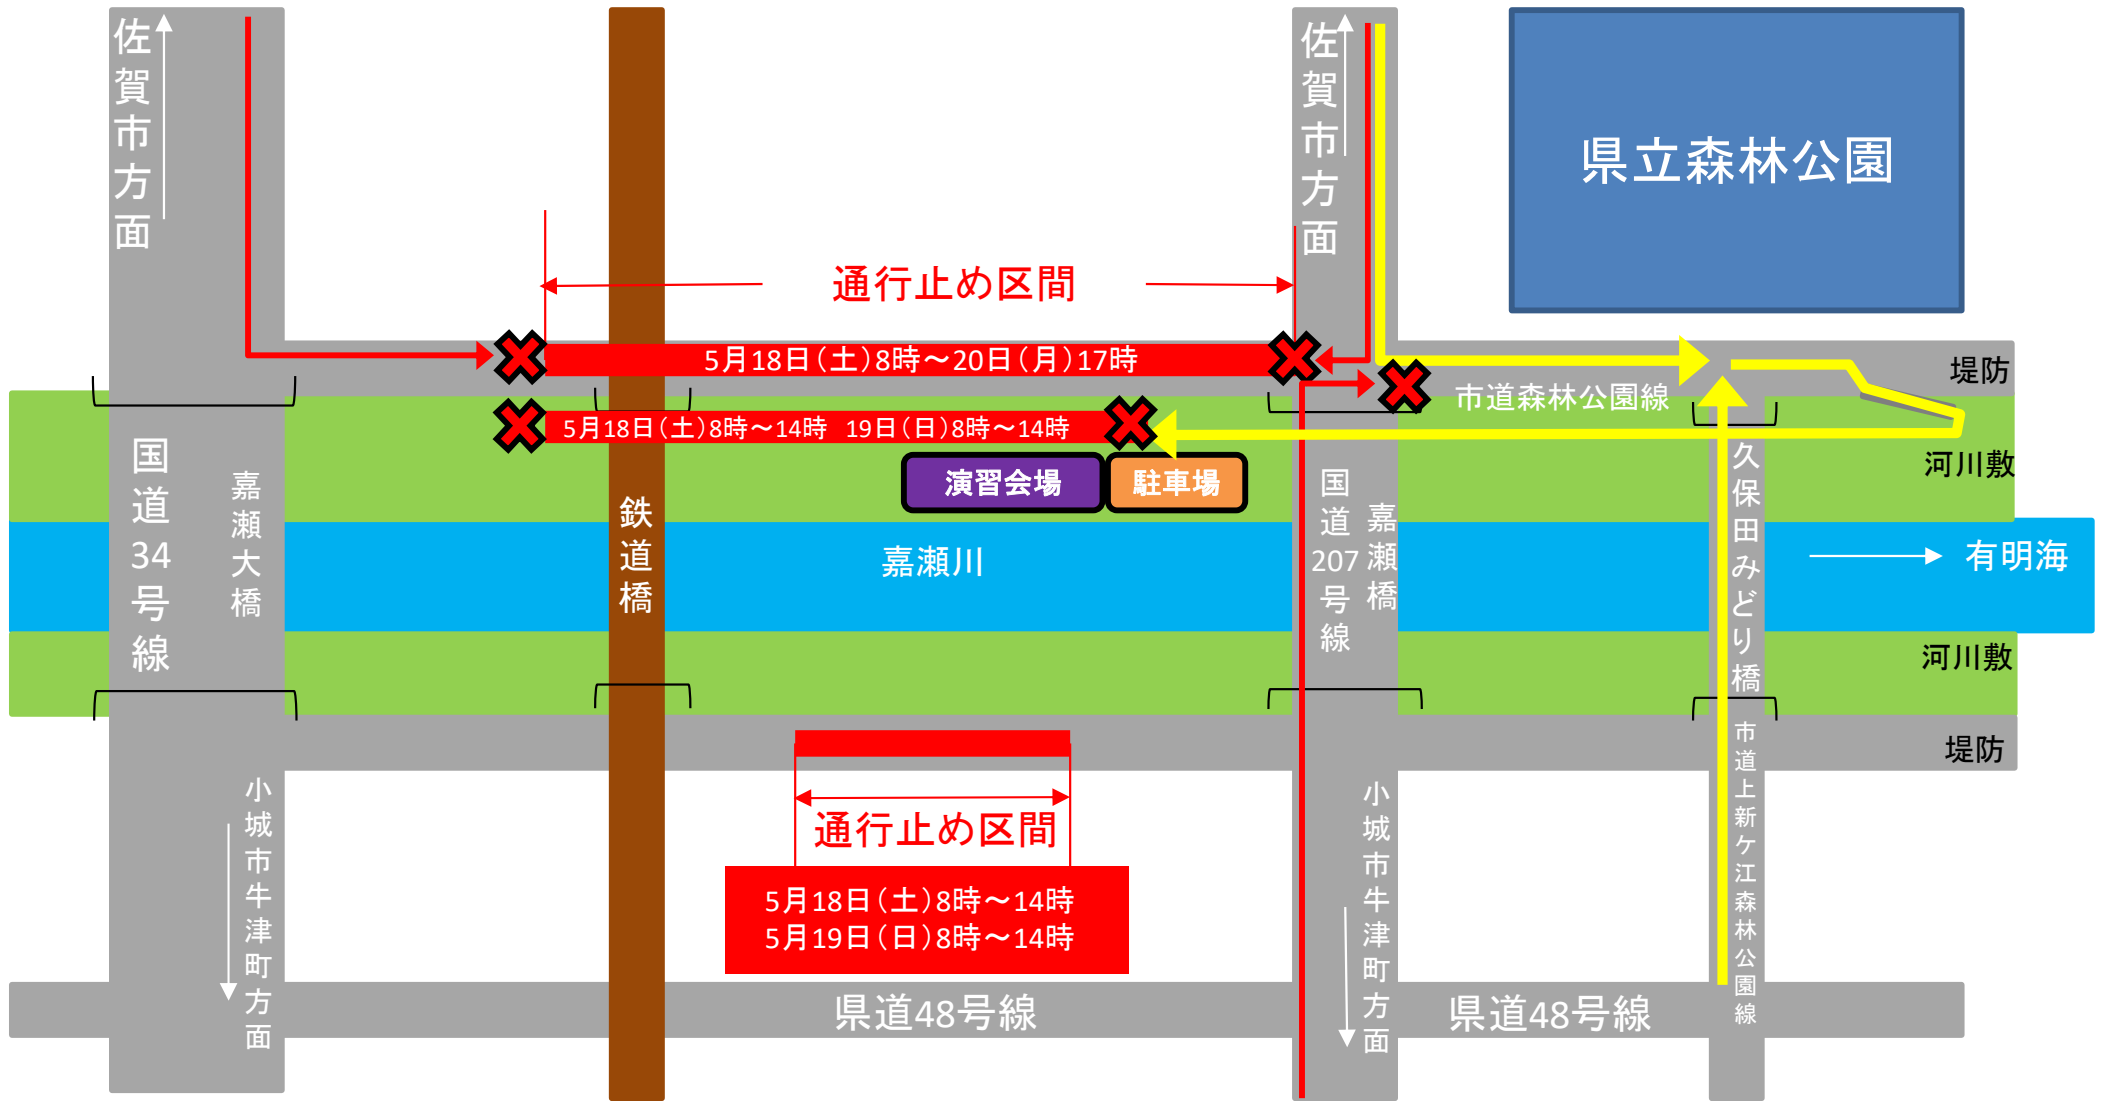 佐賀市方面
佐賀市方面
県立森林公園
通行止め区間
5月18日（土）8時～20日（月）17時
堤防
市道森林公園線
5月18日（土）8時～14時 19日（日）8時～14時
河川敷
演習会場
駐車場
国道34号線
嘉瀬大橋
鉄道橋
嘉瀬川
国道207号線
嘉瀬橋
久保田みどり橋
有明海
河川敷
堤防
市道上新ケ江森林公園線
小城市牛津町方面
通行止め区間
小城市牛津町方面
5月18日（土）8時～14時
5月19日（日）8時～14時
県道48号線
県道48号線